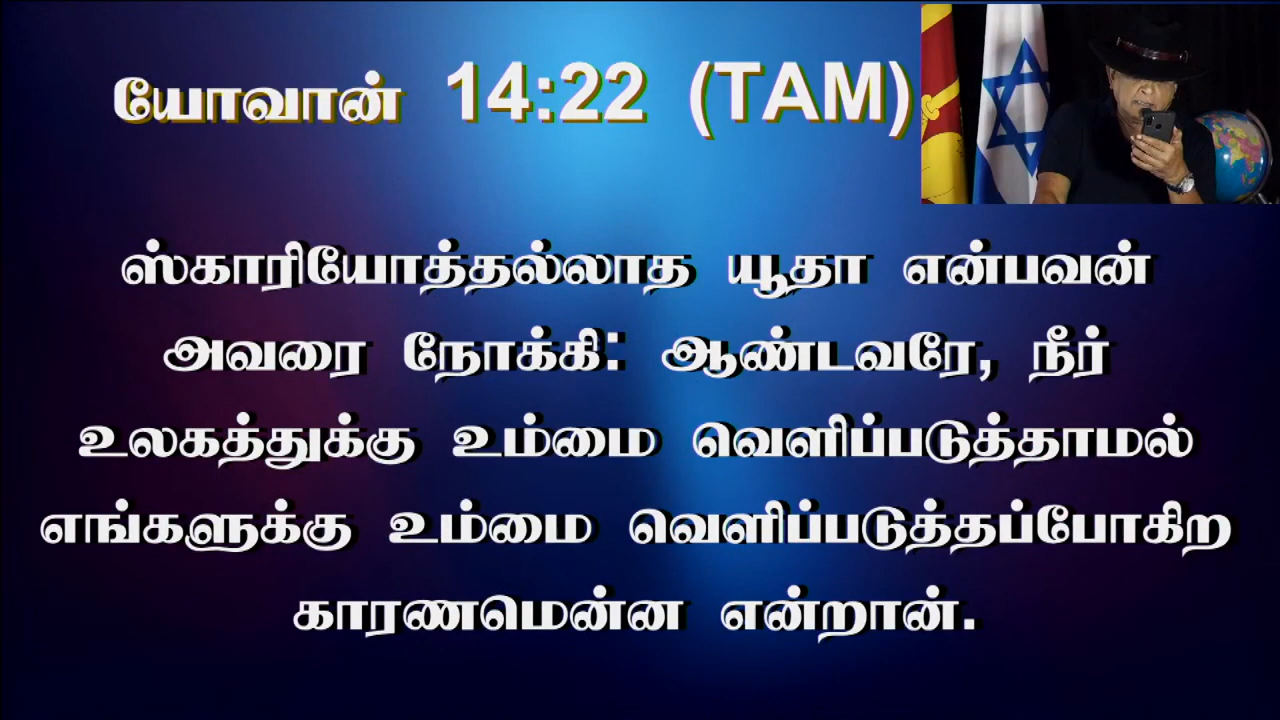 யோவான் 14:22 (TAM)
ஸ்காரியோத்தல்லாத யூதா என்பவன்
அவரை நோக்கி: ஆண்டவரே, நீர்
உலகத்துக்கு உம்மை வெளிப்படுத்தாமல்
எங்களுக்கு உம்மை வெளிப்படுத்தப்போகிற
காரணமென்ன என்றான்.